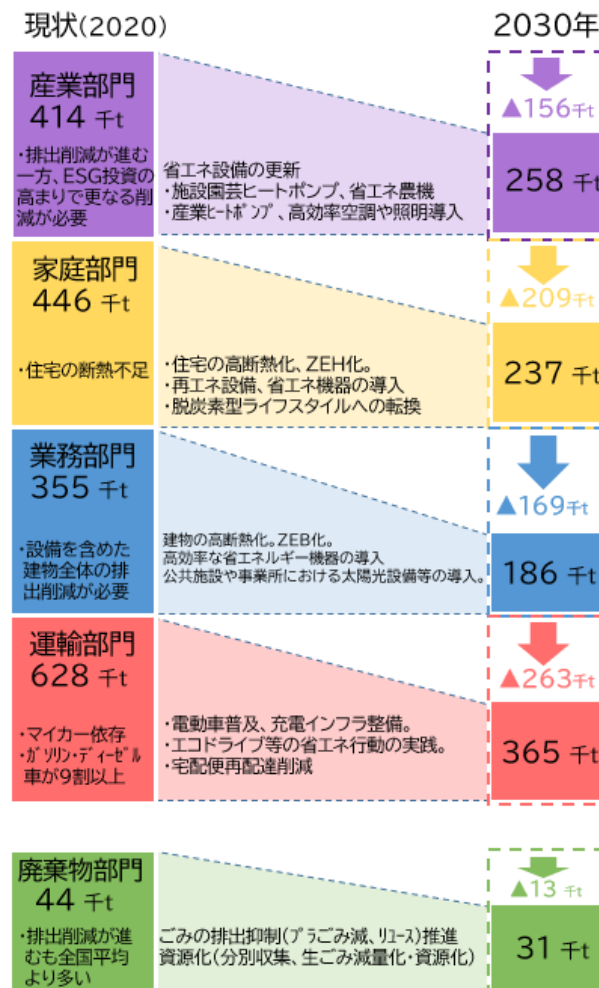 現状(2020)
2030年
産業部門
414 千t
・排出削減が進む
一方、ESG投資の
高まりで更なる削
減が必要
省エネ設備の更新
・施設園芸ヒートポンプ、省エネ農機
・産業ﾋｰﾄﾎﾟﾝﾌﾟ、高効率空調や照明導入
▲156千t
258 千t
家庭部門
446 千t
・住宅の断熱不足
・住宅の高断熱化、ZEH化。
・再エネ設備、省エネ機器の導入
・脱炭素型ライフスタイルへの転換
▲209千t
237 千t
業務部門
355 千t
・設備を含めた
建物全体の排
出削減が必要
建物の高断熱化。ZEB化。
高効率な省エネルギー機器の導入
公共施設や事業所における太陽光設備等の導入。
▲169千t
186 千t
運輸部門
628 千t
・マイカー依存
・ｶﾞｿﾘﾝ・ﾃﾞｨｰｾﾞﾙ
車が9割以上
・電動車普及、充電インフラ整備。
・エコドライブ等の省エネ行動の実践。
・宅配便再配達削減
▲263千t
365 千t
廃棄物部門
44 千t
・排出削減が進
むも全国平均
より多い
ごみの排出抑制(ﾌﾟﾗごみ減、ﾘﾕｰｽ)推進
資源化(分別収集、生ごみ減量化・資源化)
▲13 千t
31 千t